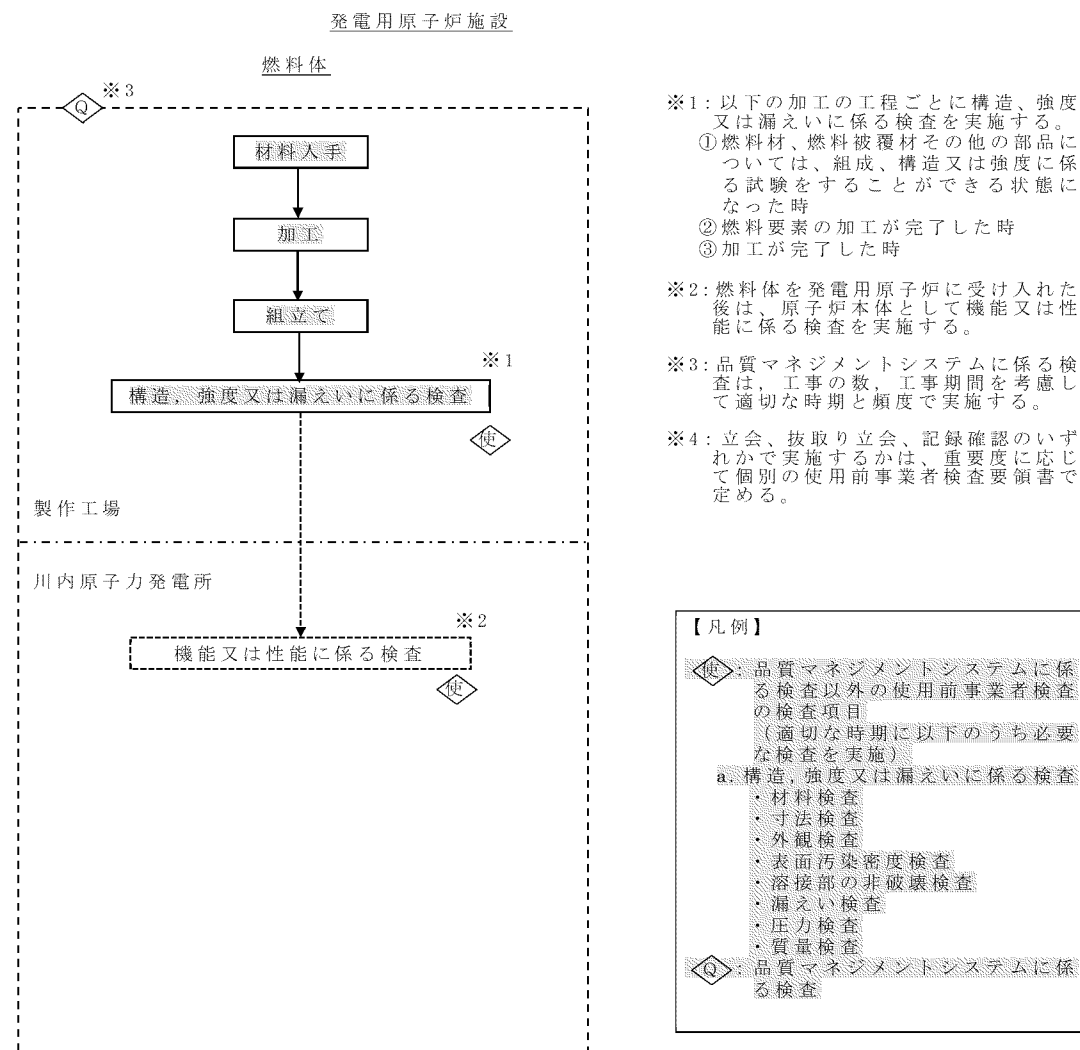 発電用原子炉施設
燃料体
Q
※3
材料入手
加工
組立て
※1
構造，強度又は漏えいに係る検査
使
製作工場
川内原子力発電所
※2
機能又は性能に係る検査
使
※1：以下の加工の工程ごとに構造、強度
又は漏えいに係る検査を実施する。
①燃料材、燃料被覆材その他の部品に
ついては、組成、構造又は強度に係
る試験をすることができる状態に
なった時
②燃料要素の加工が完了した時
③加工が完了した時
※2：燃料体を発電用原子炉に受け入れた
後は、原子炉本体として機能又は性
能に係る検査を実施する。
※3：品質マネジメントシステムに係る検
査は，工事の数，工事期間を考慮し
て適切な時期と頻度で実施する。
※4：立会、抜取り立会、記録確認のいず
れかで実施するかは、重要度に応じ
て個別の使用前事業者検査要領書で
定める。
【凡例】
使：品質マネジメントシステムに係
る検査以外の使用前事業者検査
の検査項目
（適切な時期に以下のうち必要
な検査を実施）
a. 構造，強度又は漏えいに係る検査
・材料検査
・寸法検査
・外観検査
・表面汚染密度検査
・溶接部の非破壊検査
・漏えい検査
・圧力検査
・質量検査
Q：品質マネジメントシステムに係
る検査